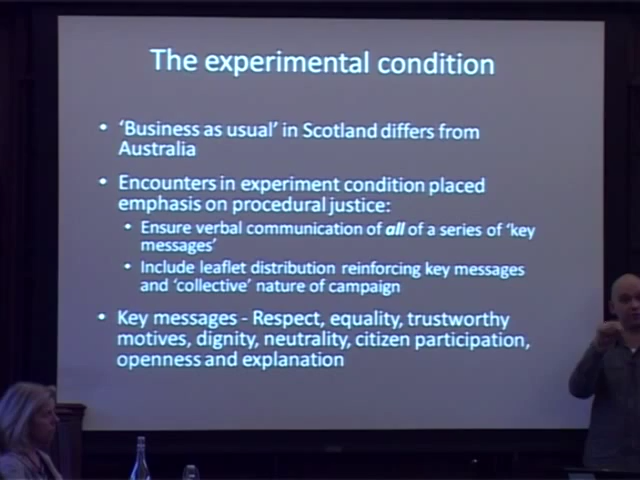 The experimental condition
• 'Business as usual' in Scotland differs from
Australia
• Encounters in experiment condition placed
emphasis on procedural justice:
• Ensure verbal communication of all of a series of 'key
messages'
• Include leaflet distribution reinforcing key messages
and 'collective' nature of campaign
• Key messages - Respect, equality, trustworthy
motives, dignity, neutrality, citizen participation,
openness and explanation